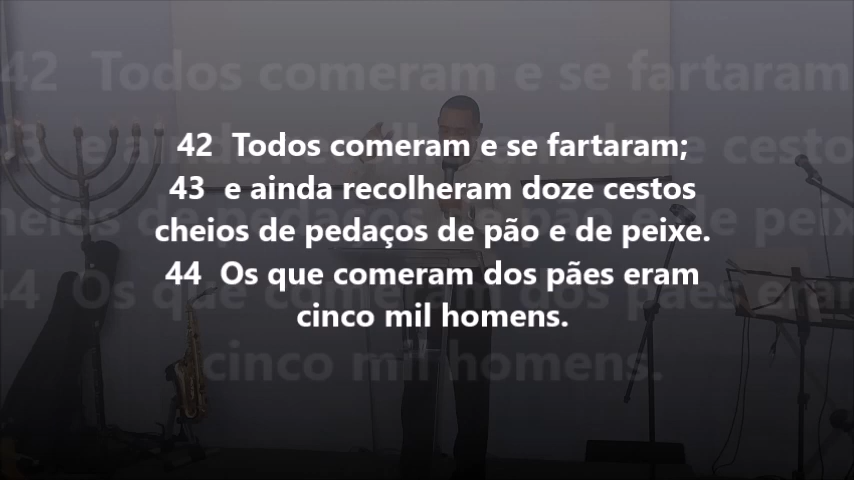 42 Todos comeram e se fartaram;
43 e ainda recolheram doze cestos
cheios de pedaços de pão e de peixe.
44 Os que comeram dos pães eram
cinco mil homens.